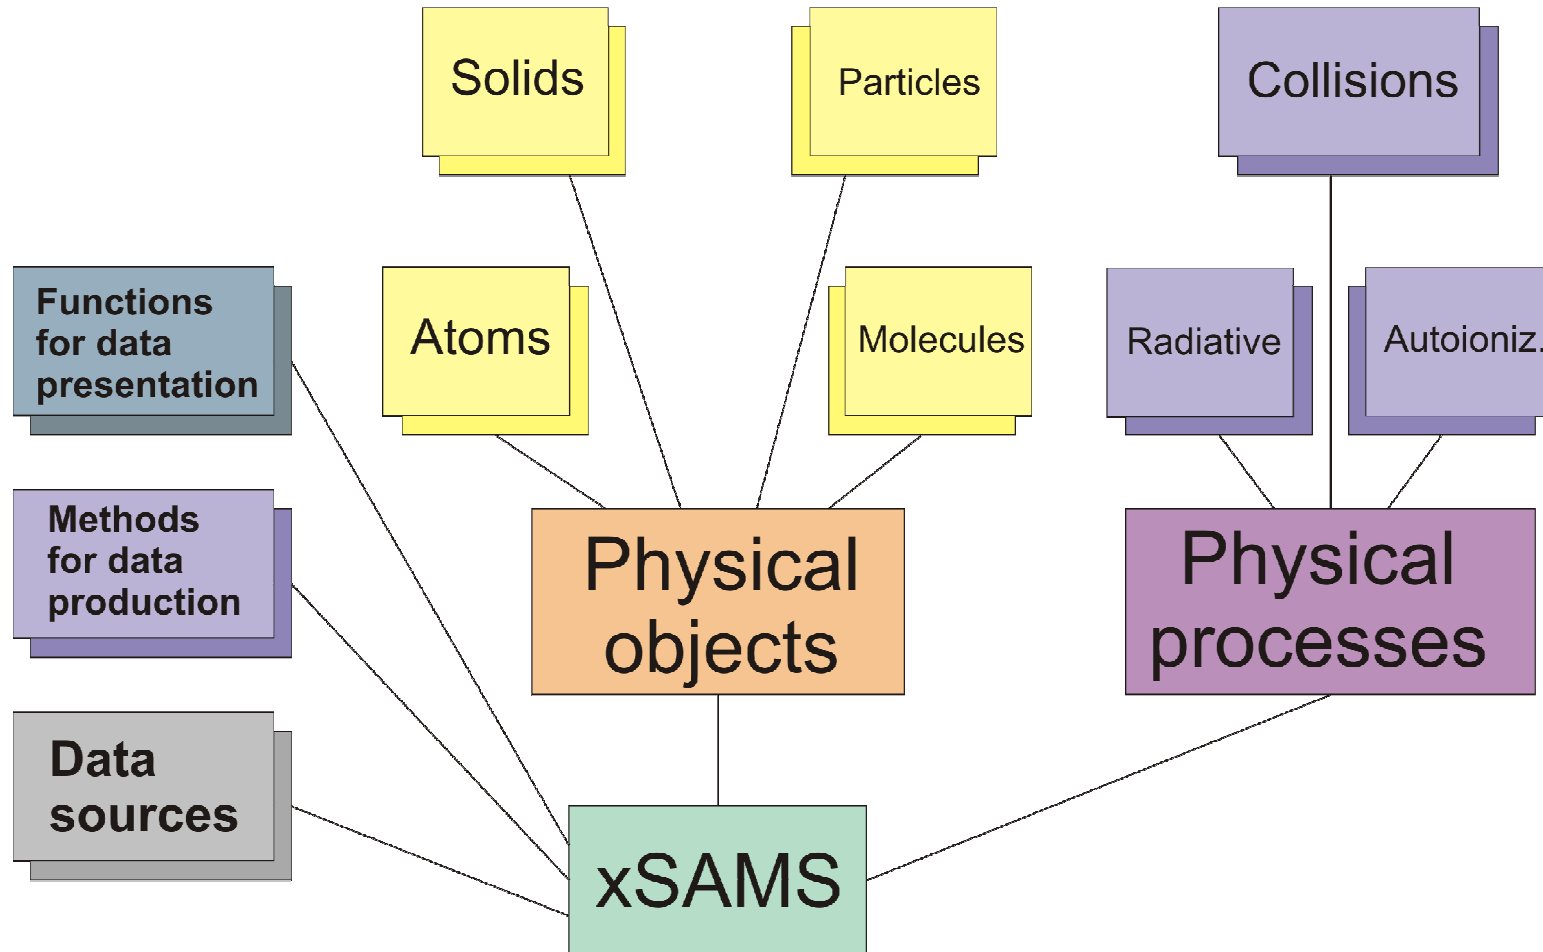 Solids
Particles
Collisions
Functions
for data
presentation
Atoms
Molecules
Radiative
Autoioniz.
Methods
for data
production
Physical
objects
Physical
processes
Data
sources
xSAMS